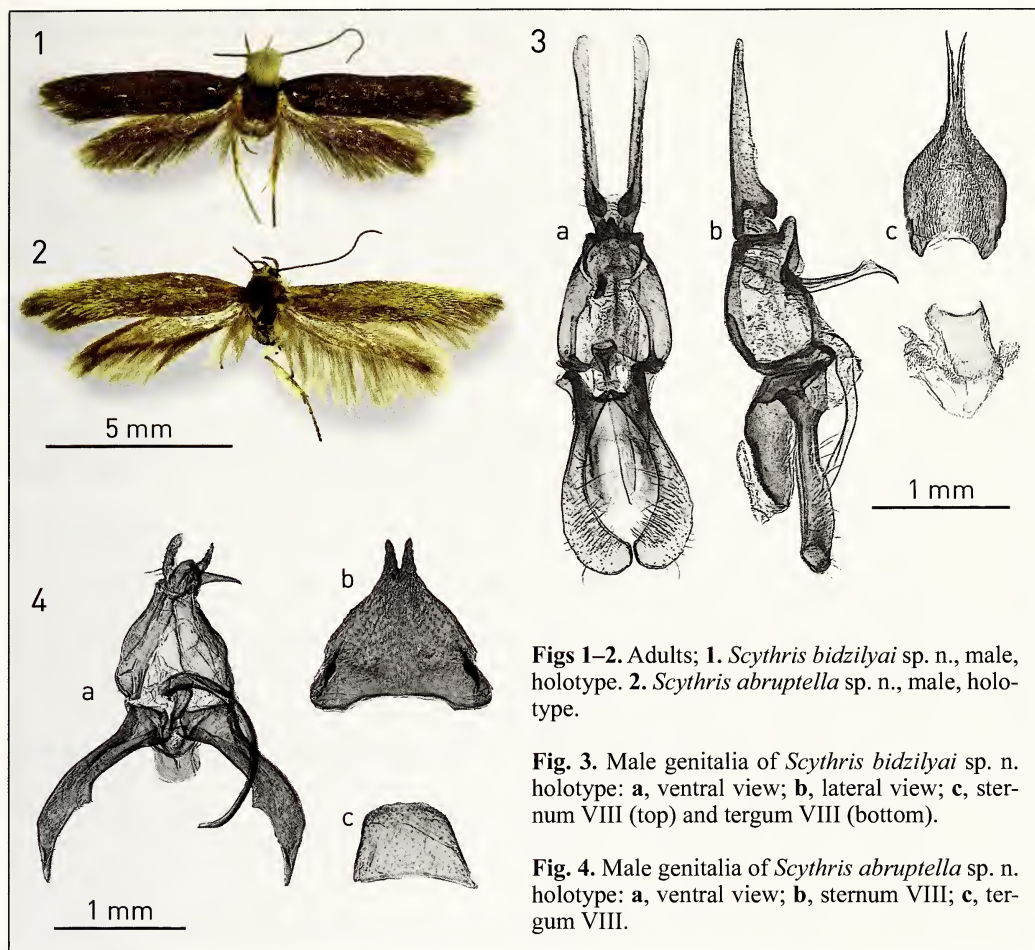 1
2
5 mm
3
a
b
c
1 mm
4
a
b
c
1 mm
Figs 1–2. Adults; 1. Scythris bidzilyai sp. n., male,
holotype. 2. Scythris abruptella sp. n., male, holo-
type.
Fig. 3. Male genitalia of Scythris bidzilyai sp. n.
holotype: a, ventral view; b, lateral view; c, ster-
num VIII (top) and tergum VIII (bottom).
Fig. 4. Male genitalia of Scythris abruptella sp. n.
holotype: a, ventral view; b, sternum VIII; c, ter-
gum VIII.